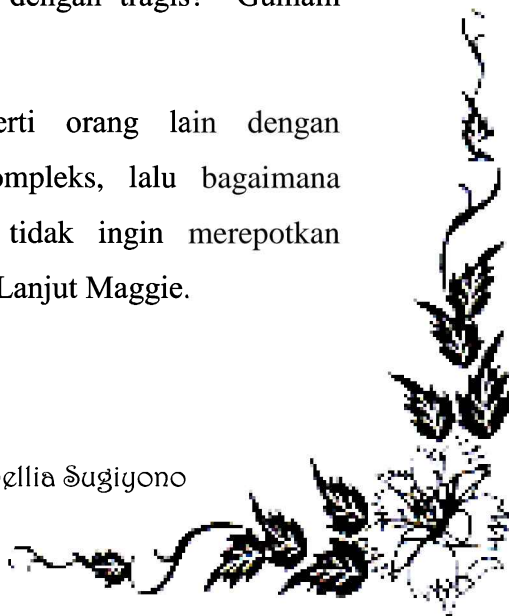 dengan tragis? Gumam
erti orang lain dengan
ompleks, lalu bagaimana
tidak ingin merepotkan
Lanjut Maggie.
ellia Sugiyono